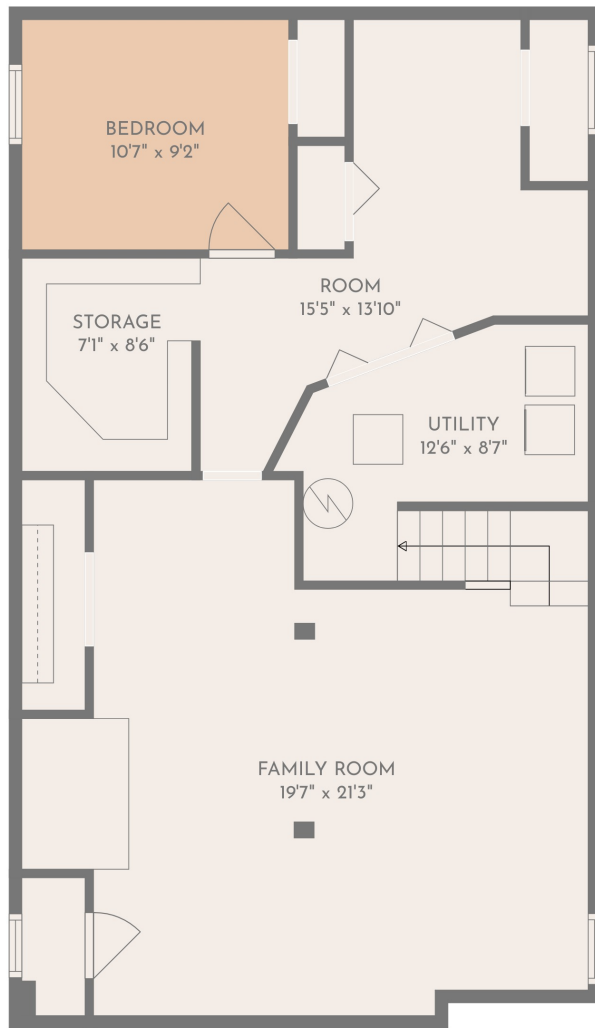 BEDROOM
10'7" x 9'2"
ROOM
15'5" x 13'10"
STORAGE
7'1" x 8'6"
UTILITY
12'6" x 8'7"
FAMILY ROOM
19'7" x 21'3"